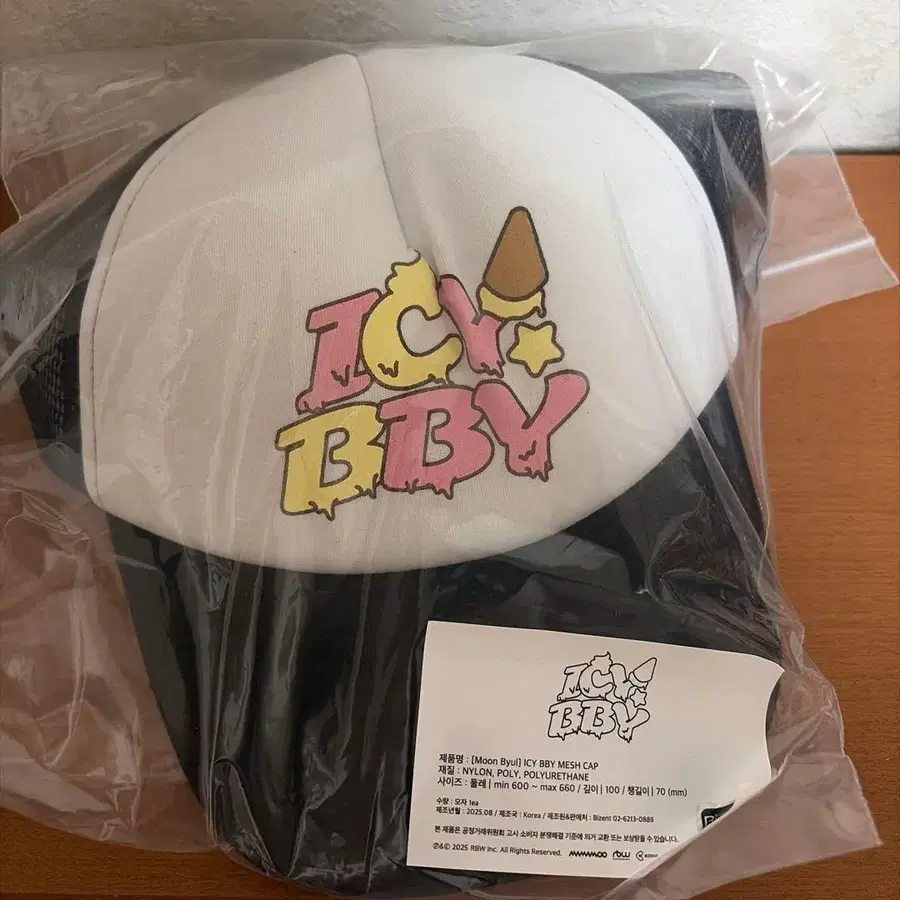 ICY!
BBY
ICY!
BBY
제품명 : [Moon Byul] ICY BBY MESH CAP
재질 : NYLON, POLY, POLYURETHANE
사이즈 : 둘레 | min 600 ~ max 660 / 길이 | 100 / 챙길이 | 70 (mm)
수량 : 모자 1ea
제조년월 : 2025.08 / 제조국 : Korea / 제조원&판매처 : Bizent 02-6213-0889
본 제품은 공정거래위원회 고시 소비자 분쟁해결 기준에 의거 교환 또는 보상받을 수 있습니다.
℗&© 2025 RBW Inc. All Rights Reserved. MAMAMOO rbw BIZENT